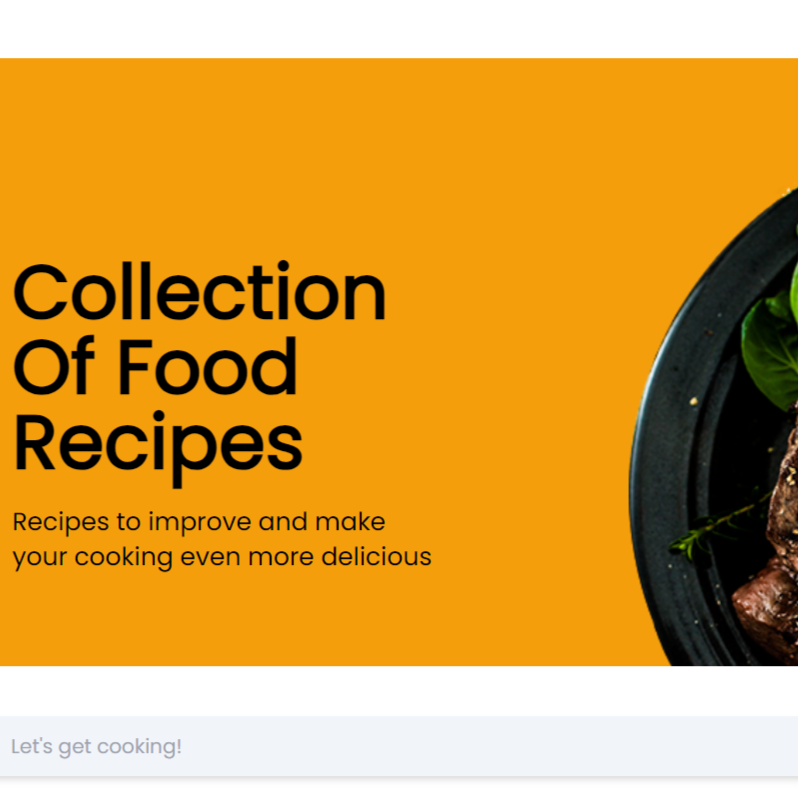 Collection
Of Food
Recipes
Recipes to improve and make
your cooking even more delicious
Let's get cooking!